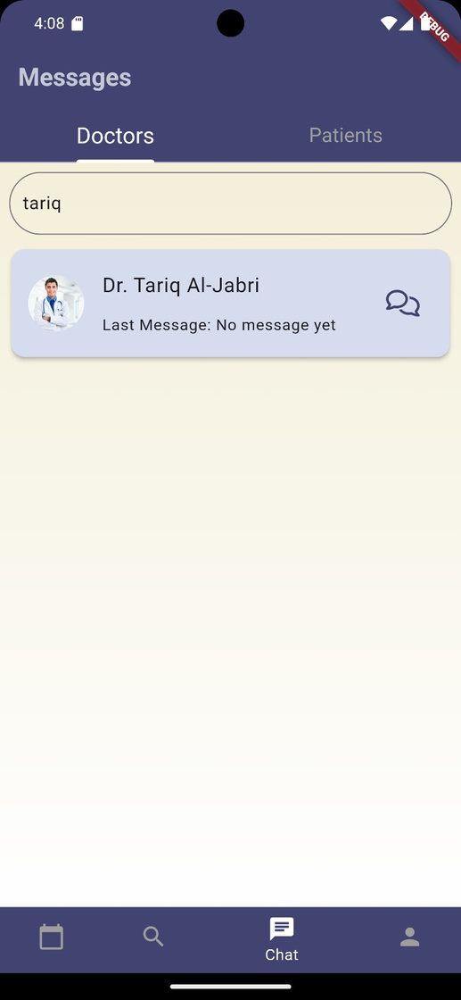 4:08
DEBUG
Messages
Doctors
Patients
tariq
Dr. Tariq Al-Jabri
Last Message: No message yet
Chat